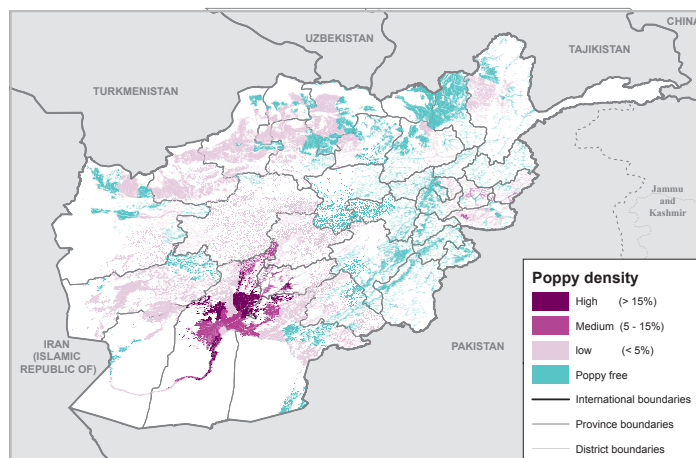 CHINA
UZBEKISTAN
TAJIKISTAN
TURKMENISTAN
Jammu
and
Kashmir
IRAN
(ISLAMIC
REPUBLIC OF)
PAKISTAN
Poppy density
High (> 15%)
Medium (5 - 15%)
low (< 5%)
Poppy free
International boundaries
Province boundaries
District boundaries